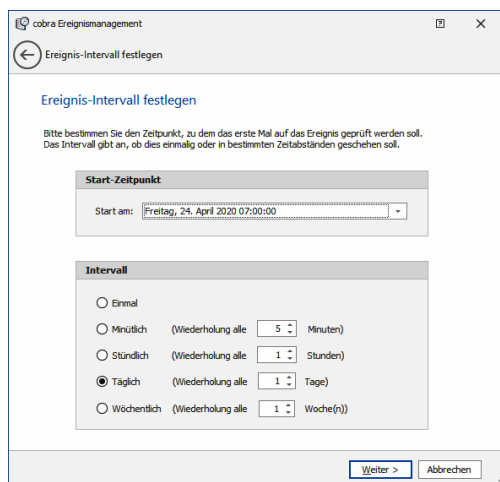 cobra Ereignismanagement
Ereignis-Intervall festlegen
Ereignis-Intervall festlegen
Bitte bestimmen Sie den Zeitpunkt, zu dem das erste Mal auf das Ereignis geprüft werden soll.
Das Intervall gibt an, ob dies einmalig oder in bestimmten Zeitabständen geschehen soll.
Start-Zeitpunkt
Start am: Freitag, 24. April 2020 07:00:00
Intervall
Einmal
Minütlich (Wiederholung alle 5 Minuten)
Stündlich (Wiederholung alle 1 Stunden)
Täglich (Wiederholung alle 1 Tage)
Wöchentlich (Wiederholung alle 1 Woche(n))
Weiter > Abbrechen